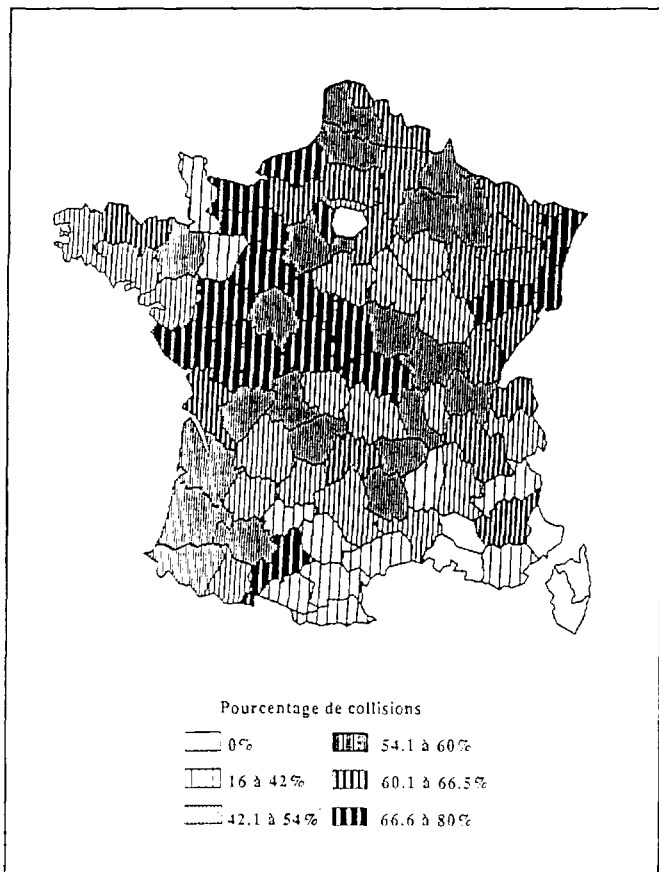 Pourcentage de collisions
0%
54.1 à 60%
16 à 42%
60.1 à 66.5%
42.1 à 54%
66.6 à 80%